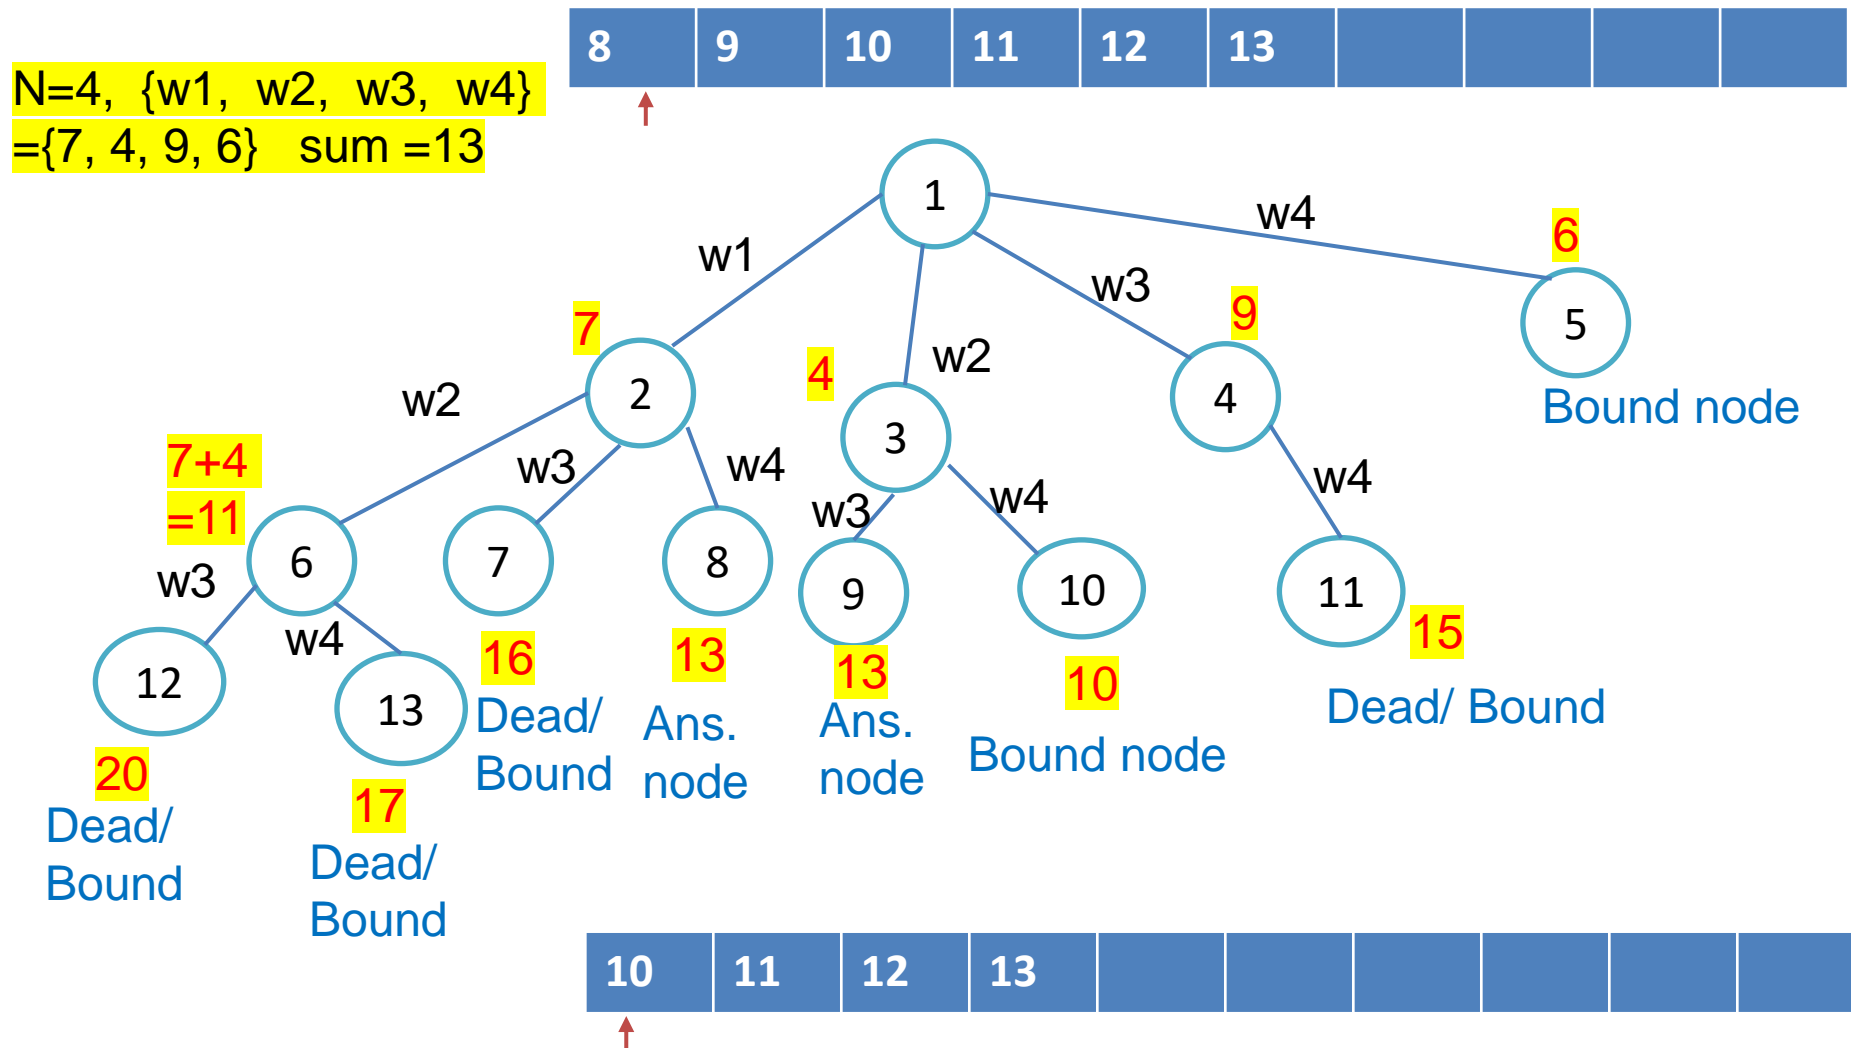 8 9 10 11 12 13
N=4, {w1, w2, w3, w4}
={7, 4, 9, 6} sum =13
1
w4
6
w1
w3
9
5
7
w2
4
2
4
Bound node
w2
3
7+4
w3
w4
w4
=11
w3
w4
6
7
8
w3
9
10
11
w4
15
12
13
16
13
13
10
Dead/
Bound
Ans.
node
Ans.
node
Bound node
Dead/ Bound
20
17
Dead/
Bound
Dead/
Bound
10 11 12 13